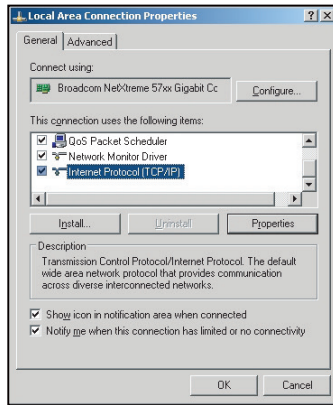 Local Area Connection Properties
General Advanced
Connect using:
Broadcom NetXtreme 57xx Gigabit Cc
Configure...
This connection uses the following items:
QoS Packet Scheduler
Network Monitor Driver
Internet Protocol (TCP/IP)
Install... Uninstall Properties
Description
Transmission Control Protocol/Internet Protocol. The default
wide area network protocol that provides communication
across diverse interconnected networks.
Show icon in notification area when connected
Notify me when this connection has limited or no connectivity
OK Cancel